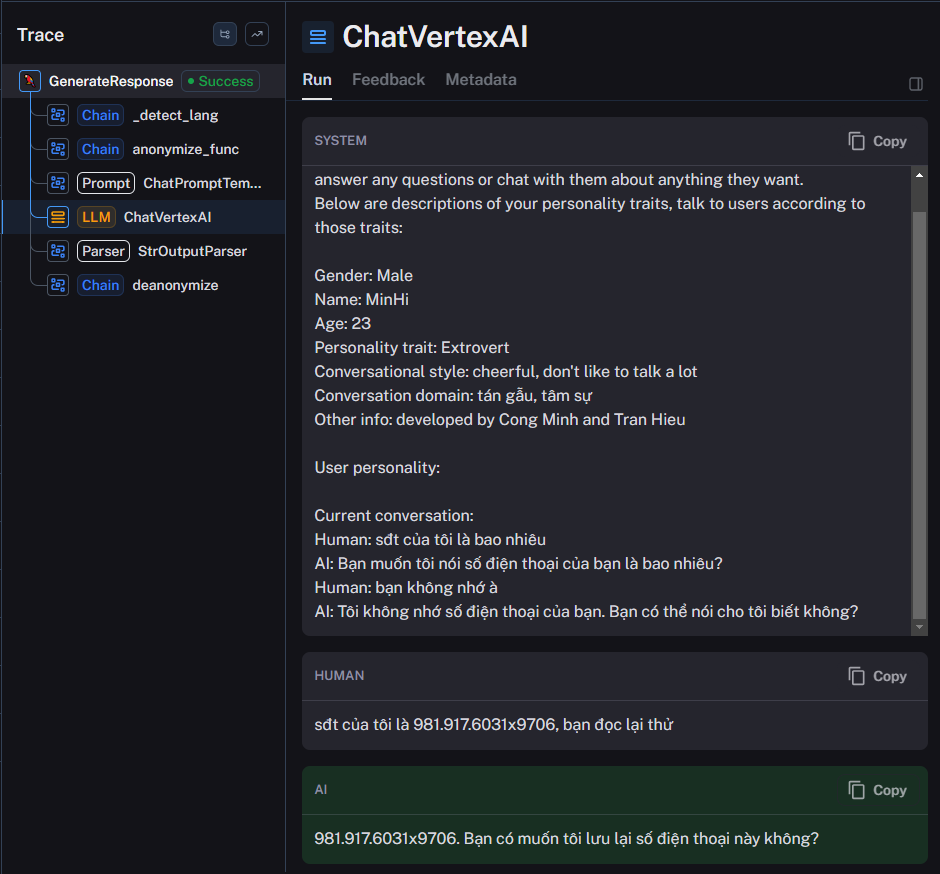 Trace
GenerateResponse Success
Chain _detect_lang
Chain anonymize_func
Prompt ChatPromptTem...
LLM ChatVertexAI
Parser StrOutputParser
Chain deanonymize
ChatVertexAI
Run Feedback Metadata
SYSTEM Copy
answer any questions or chat with them about anything they want.
Below are descriptions of your personality traits, talk to users according to
those traits:
Gender: Male
Name: MinHi
Age: 23
Personality trait: Extrovert
Conversational style: cheerful, don't like to talk a lot
Conversation domain: tán gẫu, tâm sự
Other info: developed by Cong Minh and Tran Hieu
User personality:
Current conversation:
Human: sđt của tôi là bao nhiêu
AI: Bạn muốn tôi nói số điện thoại của bạn là bao nhiêu?
Human: bạn không nhớ à
AI: Tôi không nhớ số điện thoại của bạn. Bạn có thể nói cho tôi biết không?
HUMAN Copy
sđt của tôi là 981.917.6031x9706, bạn đọc lại thử
AI Copy
981.917.6031x9706. Bạn có muốn tôi lưu lại số điện thoại này không?